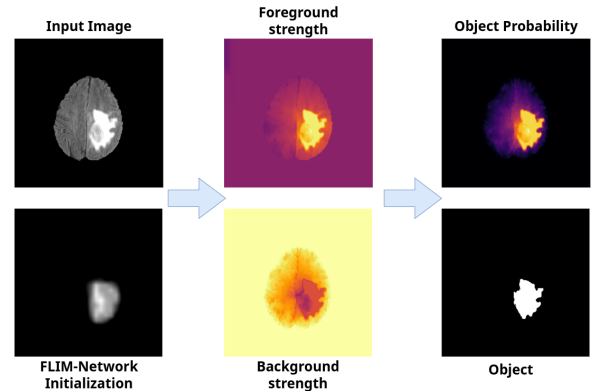 Input Image
Foreground
strength
Object Probability
FLIM-Network
Initialization
Background
strength
Object